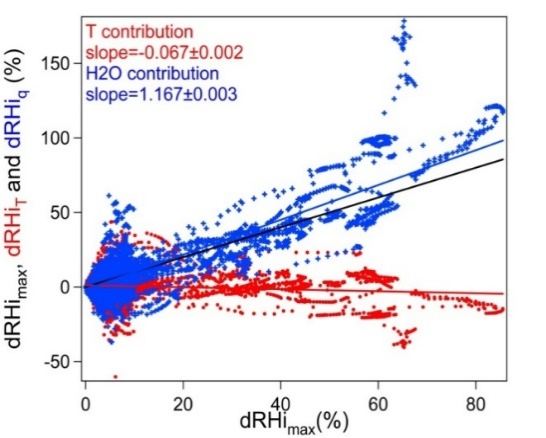 T contribution
slope=-0.067±0.002
H2O contribution
slope=1.167±0.003
dRHimax, dRHiT and dRHiq (%)
150
100
50
0
-50
0 20 40 60 80
dRHimax(%)